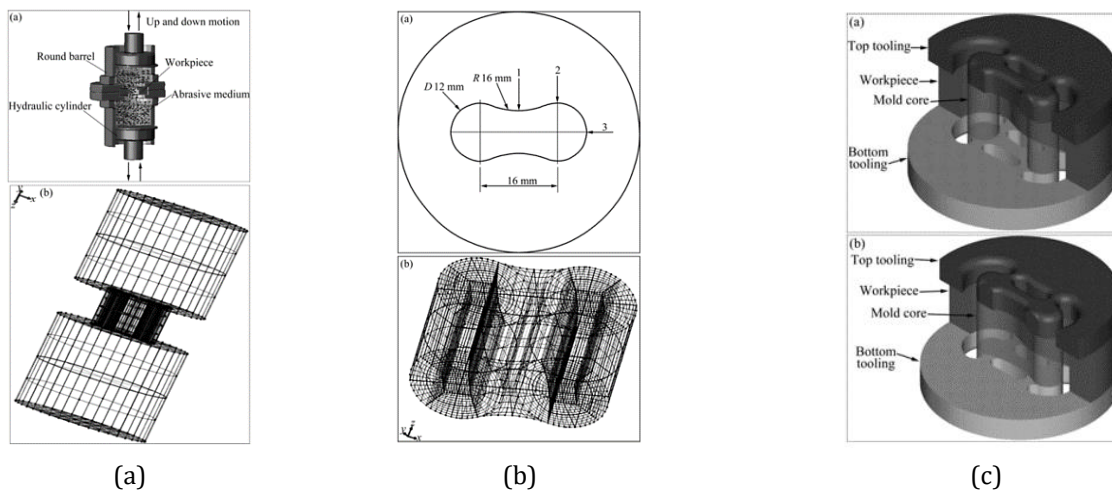 (a)
Up and down motion
Round barrel
Workpiece
Abrasive medium
Hydraulic cylinder
(b)
y
x
z
(a)
D 12 mm
R 16 mm
1
2
3
16 mm
(b)
y
z
x
(a)
Top tooling
Workpiece
Mold core
Bottom
tooling
(b)
Top tooling
Workpiece
Mold core
Bottom
tooling
(a)
(b)
(c)